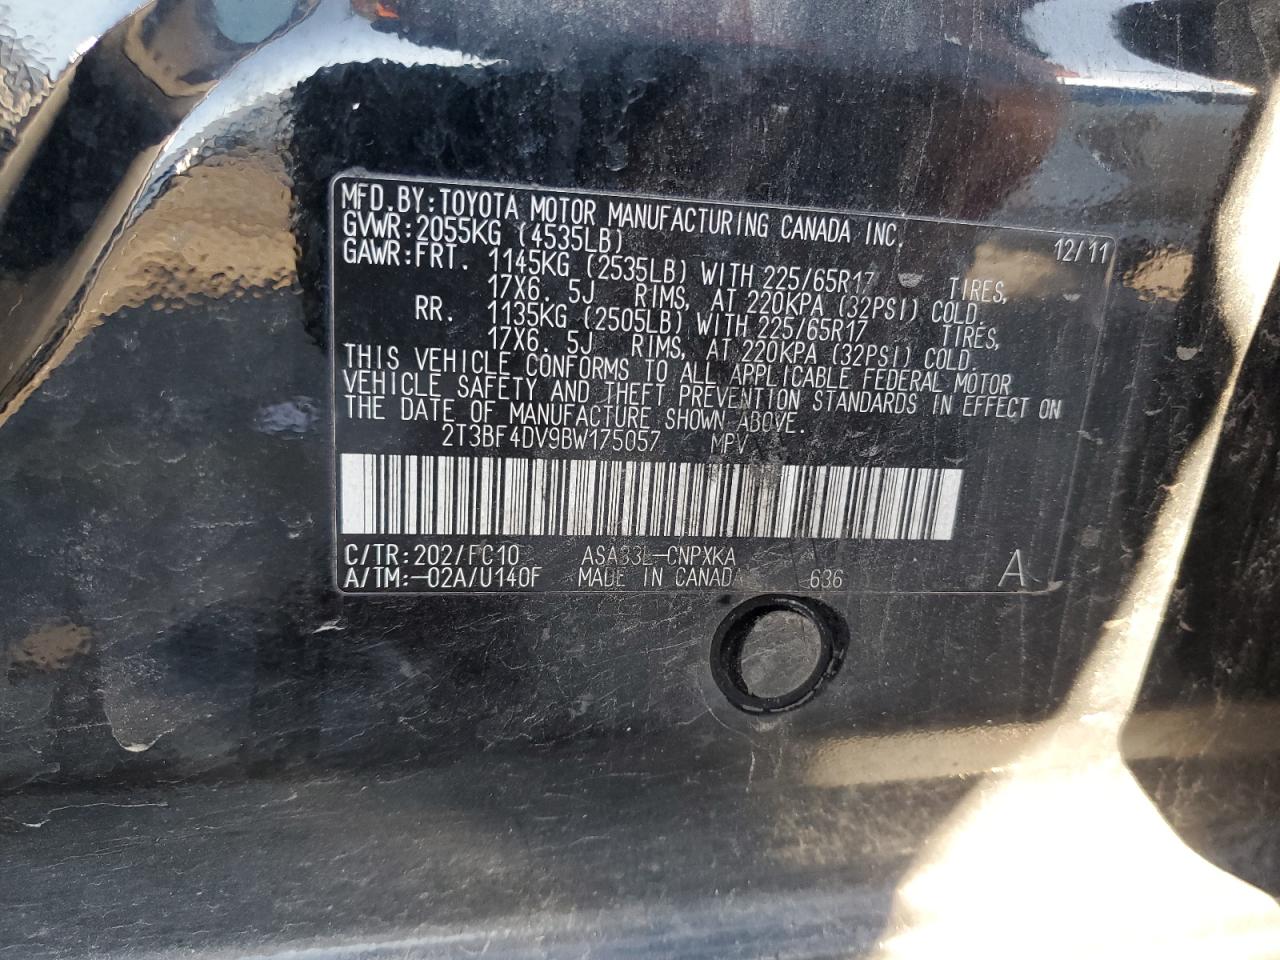 MFD.BY:TOYOTA MOTOR MANUFACTURING CANADA INC.
GVWR:2055KG (4535LB) 12/11
GAWR:FRT. 1145KG (2535LB) WITH 225/65R17 TIRES,
17X6.5J RIMS, AT 220KPA (32PSI) COLD.
RR. 1135KG (2505LB) WITH 225/65R17 TIRES,
17X6.5J RIMS, AT 220KPA (32PSI) COLD.
THIS VEHICLE CONFORMS TO ALL APPLICABLE FEDERAL MOTOR
VEHICLE SAFETY AND THEFT PREVENTION STANDARDS IN EFFECT ON
THE DATE OF MANUFACTURE SHOWN ABOVE.
2T3BF4DV9BW175057 MPV
C/TR:202/FC10 ASA33L-CNPXKA
A/TM:-02A/U140F MADE IN CANADA 636 A